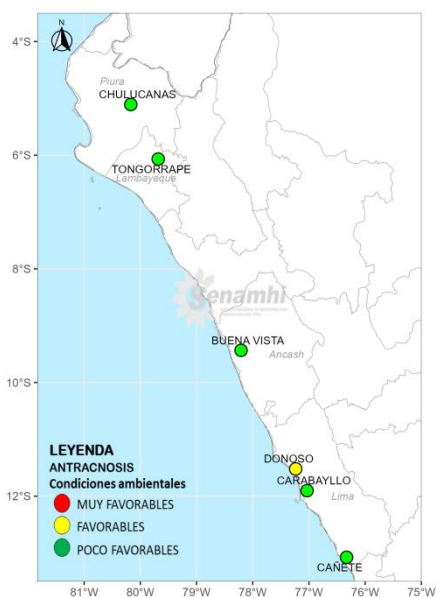 N
4°S
Piura
CHULUCANAS
6°S
TONGORRAPE
Lambayeque
8°S
Senamhi
BUENA VISTA
Ancash
10°S
DONOSO
CARABAYLLO
Lima
12°S
CAÑETE
LEYENDA
ANTRACNOSIS
Condiciones ambientales
MUY FAVORABLES
FAVORABLES
POCO FAVORABLES
81°W 80°W 79°W 78°W 77°W 76°W 75°W